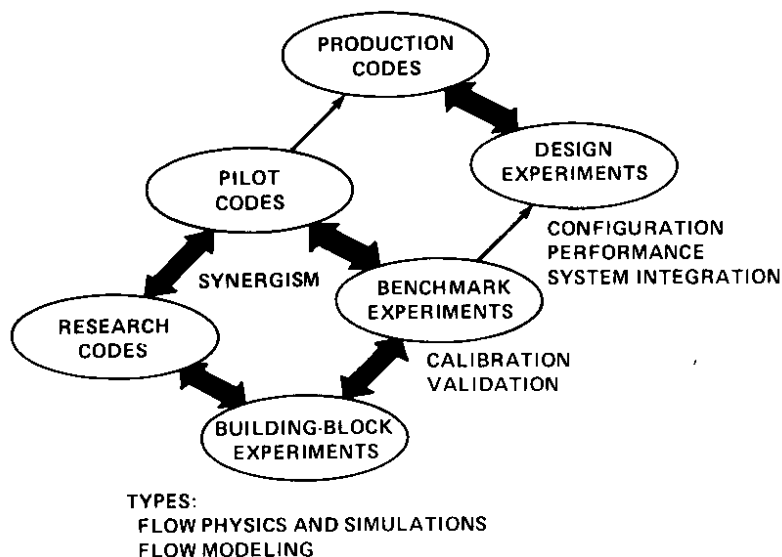 PRODUCTION
CODES
DESIGN
EXPERIMENTS
PILOT
CODES
CONFIGURATION
PERFORMANCE
SYSTEM INTEGRATION
SYNERGISM
BENCHMARK
EXPERIMENTS
RESEARCH
CODES
CALIBRATION
VALIDATION
BUILDING-BLOCK
EXPERIMENTS
TYPES:
FLOW PHYSICS AND SIMULATIONS
FLOW MODELING